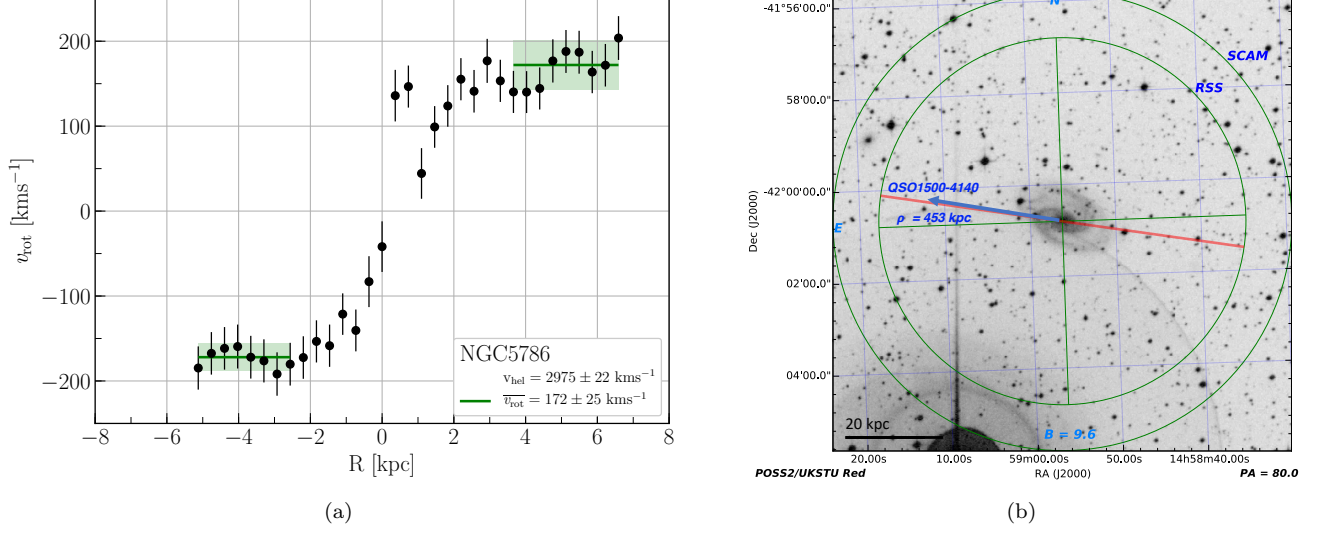 200
100
0
−100
−200
v_rot [kms⁻¹]
−8 −6 −4 −2 0 2 4 6 8
R [kpc]
NGC5786
v_hel = 2975 ± 22 kms⁻¹
v̅_rot = 172 ± 25 kms⁻¹
(a)
N
-41°56'00.0"
SCAM
RSS
58'00.0"
QSO1500-4140
-42°00'00.0"
ρ = 453 kpc
E
Dec (J2000)
02'00.0"
04'00.0"
20 kpc
B = 9.6
20.00s 10.00s 59m00.00s 50.00s 14h58m40.00s
POSS2/UKSTU Red RA (J2000) PA = 80.0
(b)